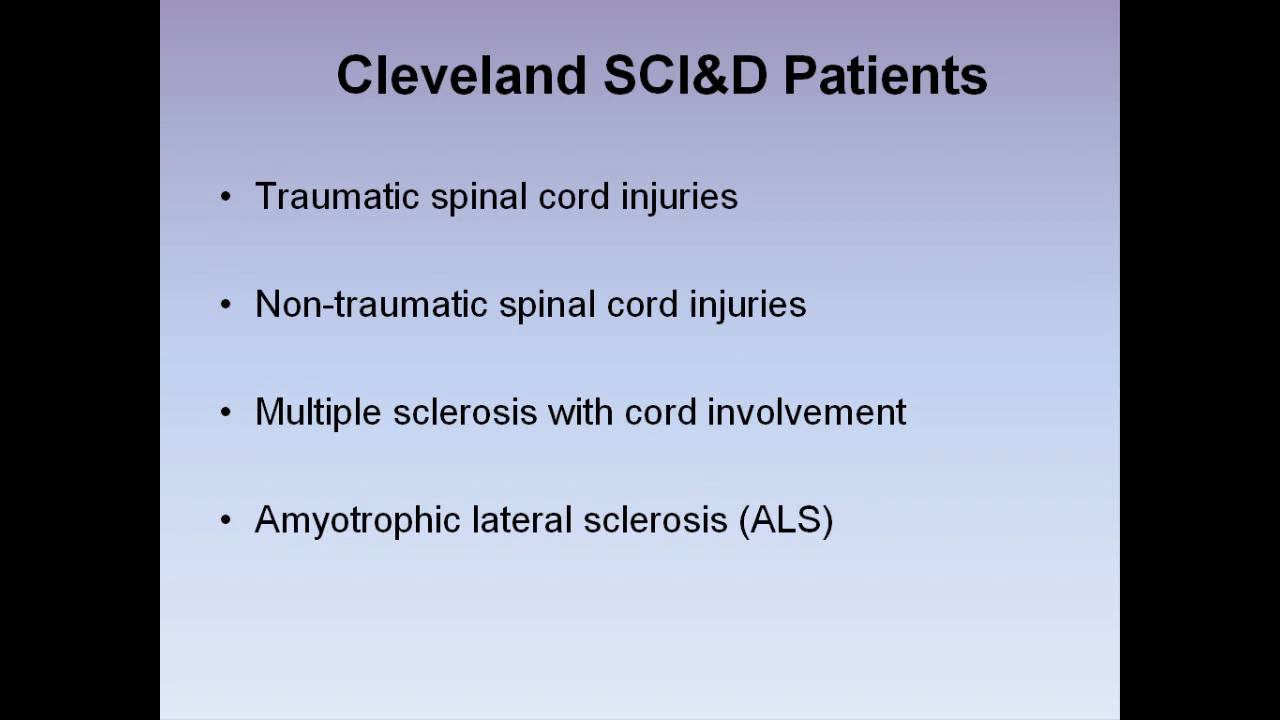 Cleveland SCI&D Patients
• Traumatic spinal cord injuries
• Non-traumatic spinal cord injuries
• Multiple sclerosis with cord involvement
• Amyotrophic lateral sclerosis (ALS)